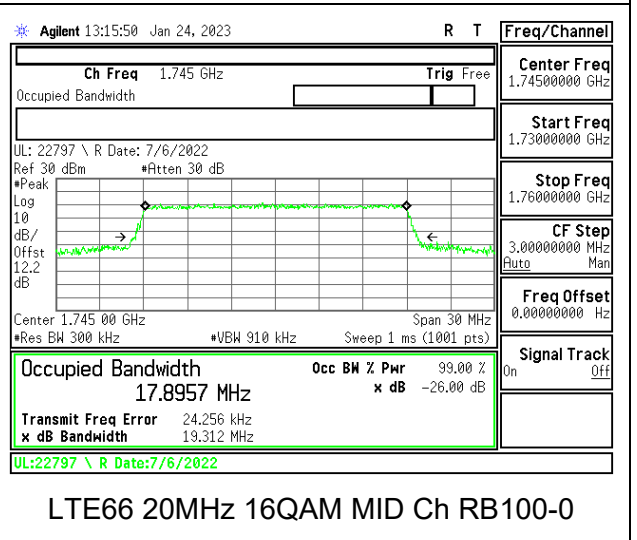 Agilent 13:15:50 Jan 24, 2023 R T
Freq/Channel
Ch Freq 1.745 GHz Trig Free
Occupied Bandwidth
Center Freq
1.74500000 GHz
Start Freq
1.73000000 GHz
Stop Freq
1.76000000 GHz
CF Step
3.00000000 MHz
Auto Man
Freq Offset
0.00000000 Hz
Signal Track
On Off
UL: 22797 \ R Date: 7/6/2022
Ref 30 dBm #Atten 30 dB
#Peak
Log
10
dB/
Offst
12.2
dB
Center 1.745 00 GHz Span 30 MHz
#Res BW 300 kHz #VBW 910 kHz Sweep 1 ms (1001 pts)
Occupied Bandwidth Occ BW % Pwr 99.00 %
17.8957 MHz x dB -26.00 dB
Transmit Freq Error 24.256 kHz
x dB Bandwidth 19.312 MHz
UL:22797 \ R Date:7/6/2022
LTE66 20MHz 16QAM MID Ch RB100-0